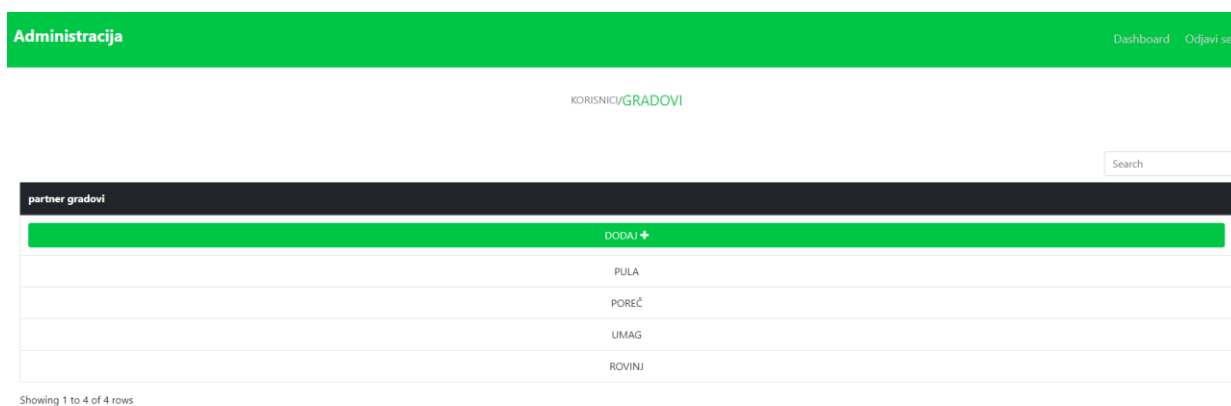 Administracija
Dashboard Odjavi se
KORISNICI/GRADOVI
Search
partner gradovi
DODAJ +
PULA
POREČ
UMAG
ROVINJ
Showing 1 to 4 of 4 rows